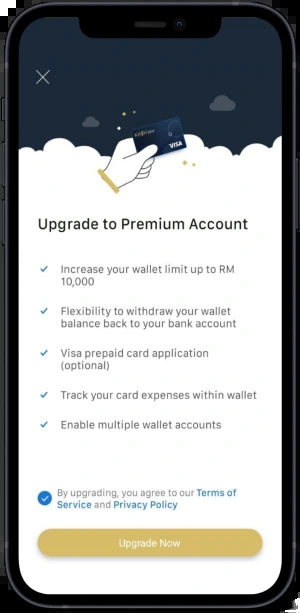 VISA
Upgrade to Premium Account
Increase your wallet limit up to RM
10,000
Flexibility to withdraw your wallet
balance back to your bank account
Visa prepaid card application
(optional)
Track your card expenses within wallet
Enable multiple wallet accounts
By upgrading, you agree to our Terms of
Service and Privacy Policy
Upgrade Now